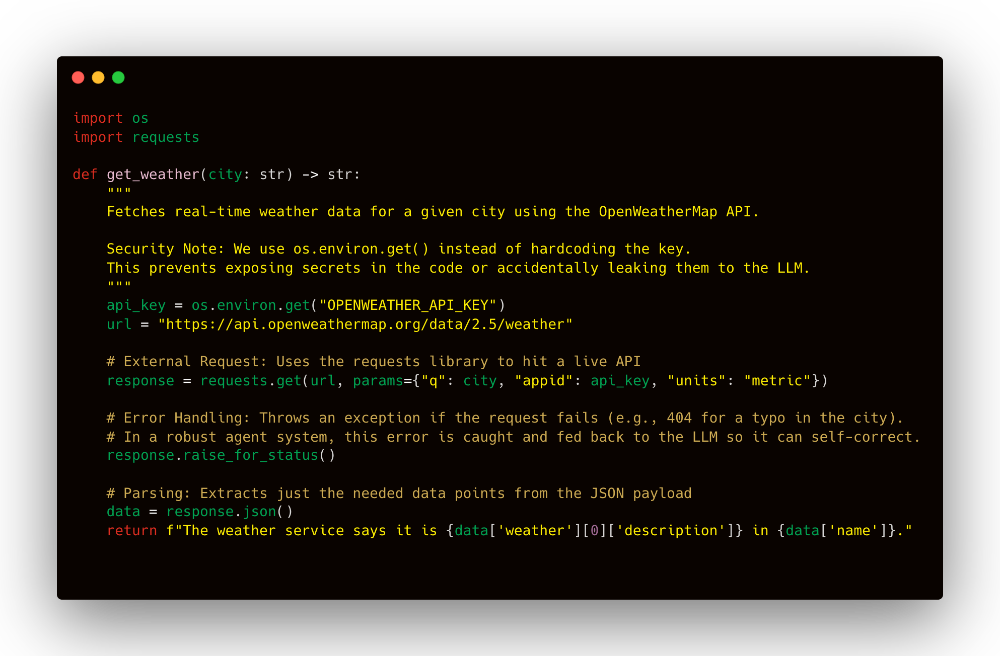 import os
import requests

def get_weather(city: str) -> str:
    """
    Fetches real-time weather data for a given city using the OpenWeatherMap API.

    Security Note: We use os.environ.get() instead of hardcoding the key.
    This prevents exposing secrets in the code or accidentally leaking them to the LLM.
    """
    api_key = os.environ.get("OPENWEATHER_API_KEY")
    url = "https://api.openweathermap.org/data/2.5/weather"

    # External Request: Uses the requests library to hit a live API
    response = requests.get(url, params={"q": city, "appid": api_key, "units": "metric"})

    # Error Handling: Throws an exception if the request fails (e.g., 404 for a typo in the city).
    # In a robust agent system, this error is caught and fed back to the LLM so it can self-correct.
    response.raise_for_status()

    # Parsing: Extracts just the needed data points from the JSON payload
    data = response.json()
    return f"The weather service says it is {data['weather'][0]['description']} in {data['name']}."